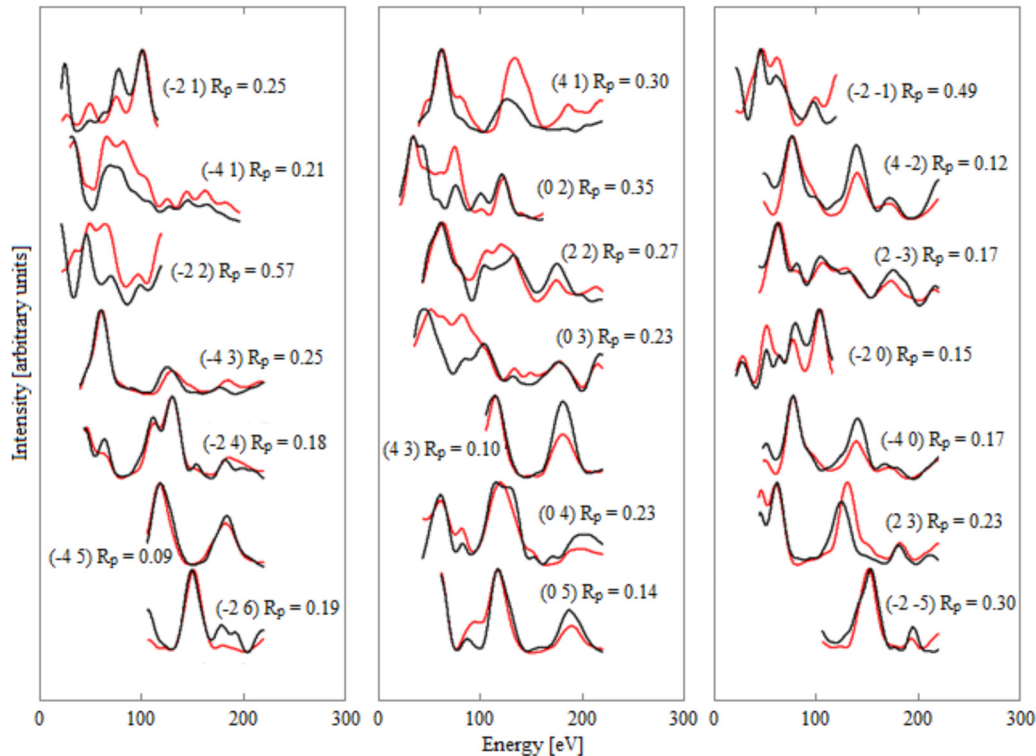 Intensity [arbitrary units]
(-2 1) Rp = 0.25
(-4 1) Rp = 0.21
(-2 2) Rp = 0.57
(-4 3) Rp = 0.25
(-2 4) Rp = 0.18
(-4 5) Rp = 0.09
(-2 6) Rp = 0.19
(4 1) Rp = 0.30
(0 2) Rp = 0.35
(2 2) Rp = 0.27
(0 3) Rp = 0.23
(4 3) Rp = 0.10
(0 4) Rp = 0.23
(0 5) Rp = 0.14
(-2 -1) Rp = 0.49
(4 -2) Rp = 0.12
(2 -3) Rp = 0.17
(-2 0) Rp = 0.15
(-4 0) Rp = 0.17
(2 3) Rp = 0.23
(-2 -5) Rp = 0.30
0 100 200 300
0 100 200 300
0 100 200 300
Energy [eV]